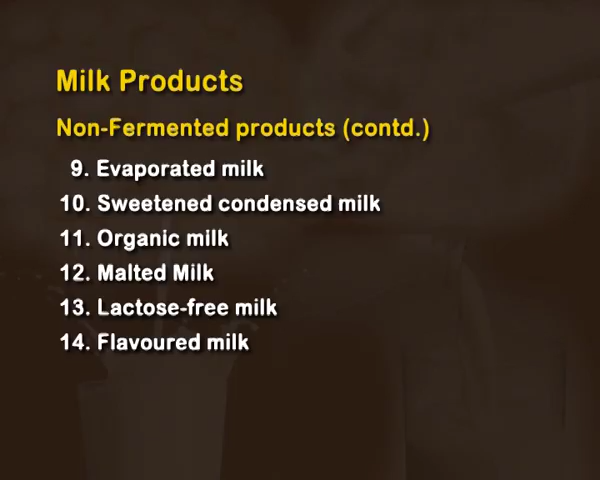 Milk Products
Non-Fermented products (contd.)
9. Evaporated milk
10. Sweetened condensed milk
11. Organic milk
12. Malted Milk
13. Lactose-free milk
14. Flavoured milk